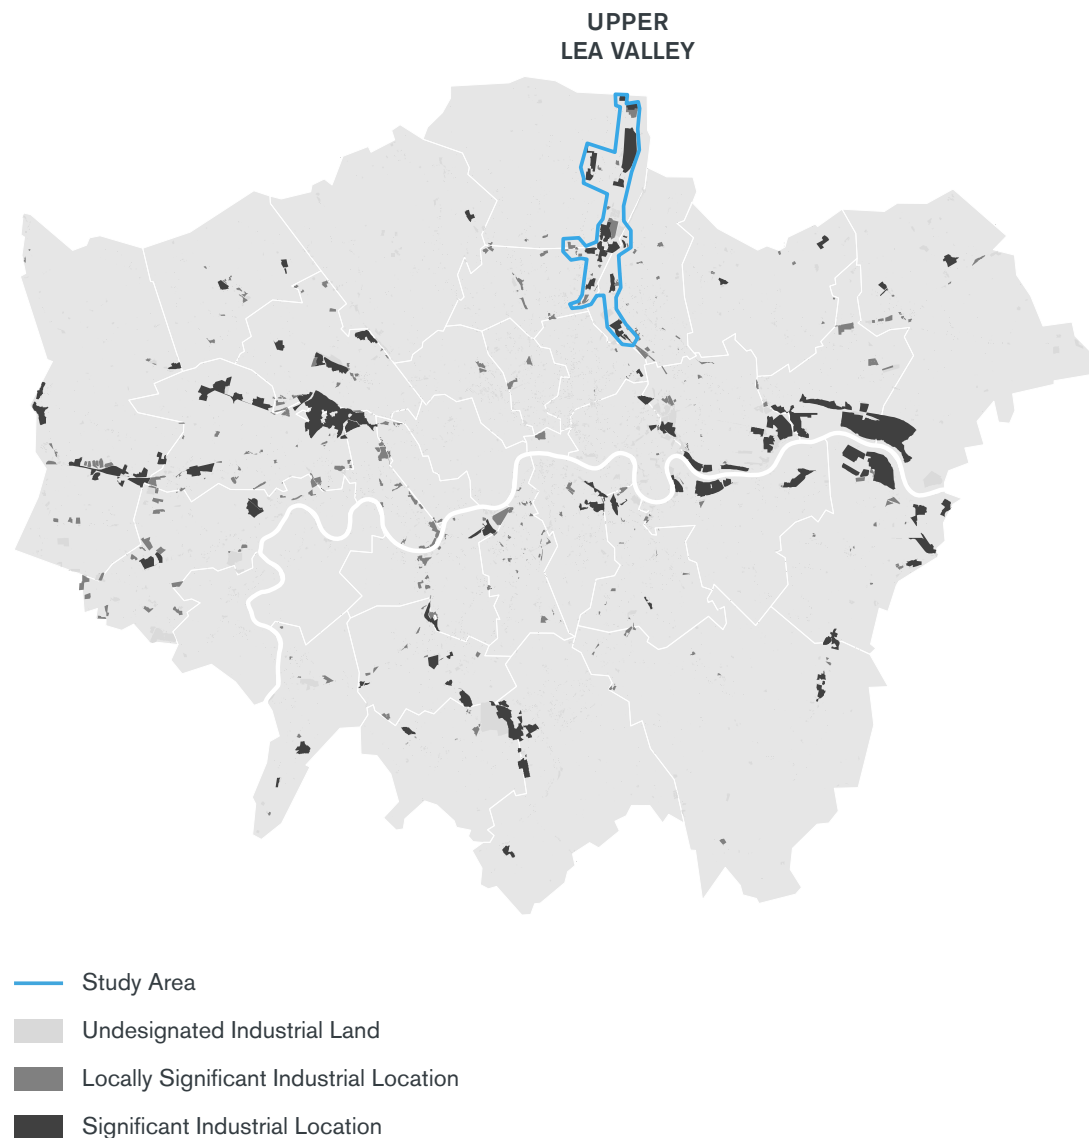 UPPER
LEA VALLEY
Study Area
Undesignated Industrial Land
Locally Significant Industrial Location
Significant Industrial Location